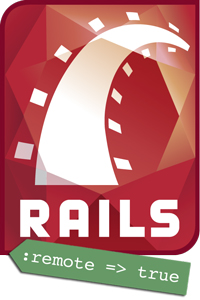 RAILS
:remote => true